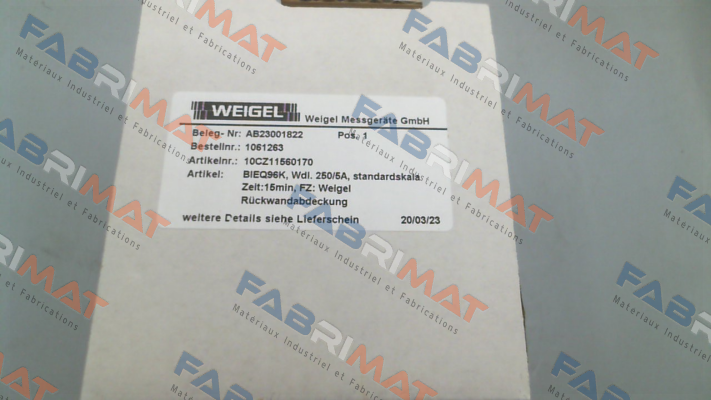 WEIGEL Weigel Messgeräte GmbH
Beleg- Nr: AB23001822 Pos. 1
Bestellnr.: 1061263
Artikelnr.: 10CZ11560170
Artikel: BIEQ96K, Wdl. 250/5A, standardskala
Zeit:15min, FZ: Weigel
Rückwandabdeckung
weitere Details siehe Lieferschein 20/03/23
FABRIMAT
Materiaux Industriel et Fabrications